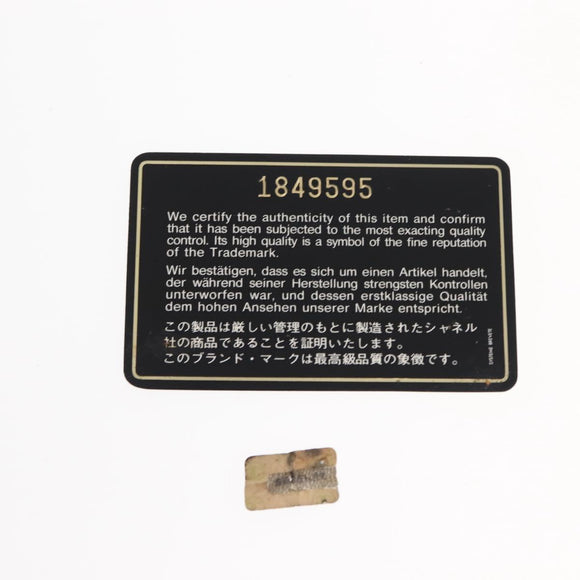 1849595
We certify the authenticity of this item and confirm
that it has been subjected to the most exacting quality
control. Its high quality is a symbol of the fine reputation
of the Trademark.
Wir bestätigen, dass es sich um einen Artikel handelt,
der während seiner Herstellung strengsten Kontrollen
unterworfen war, und dessen erstklassige Qualität
dem hohen Ansehen unserer Marke entspricht.
この製品は厳しい管理のもとに製造されたシャネル
社の商品であることを証明いたします。
このブランド・マークは最高級品質の象徴です。